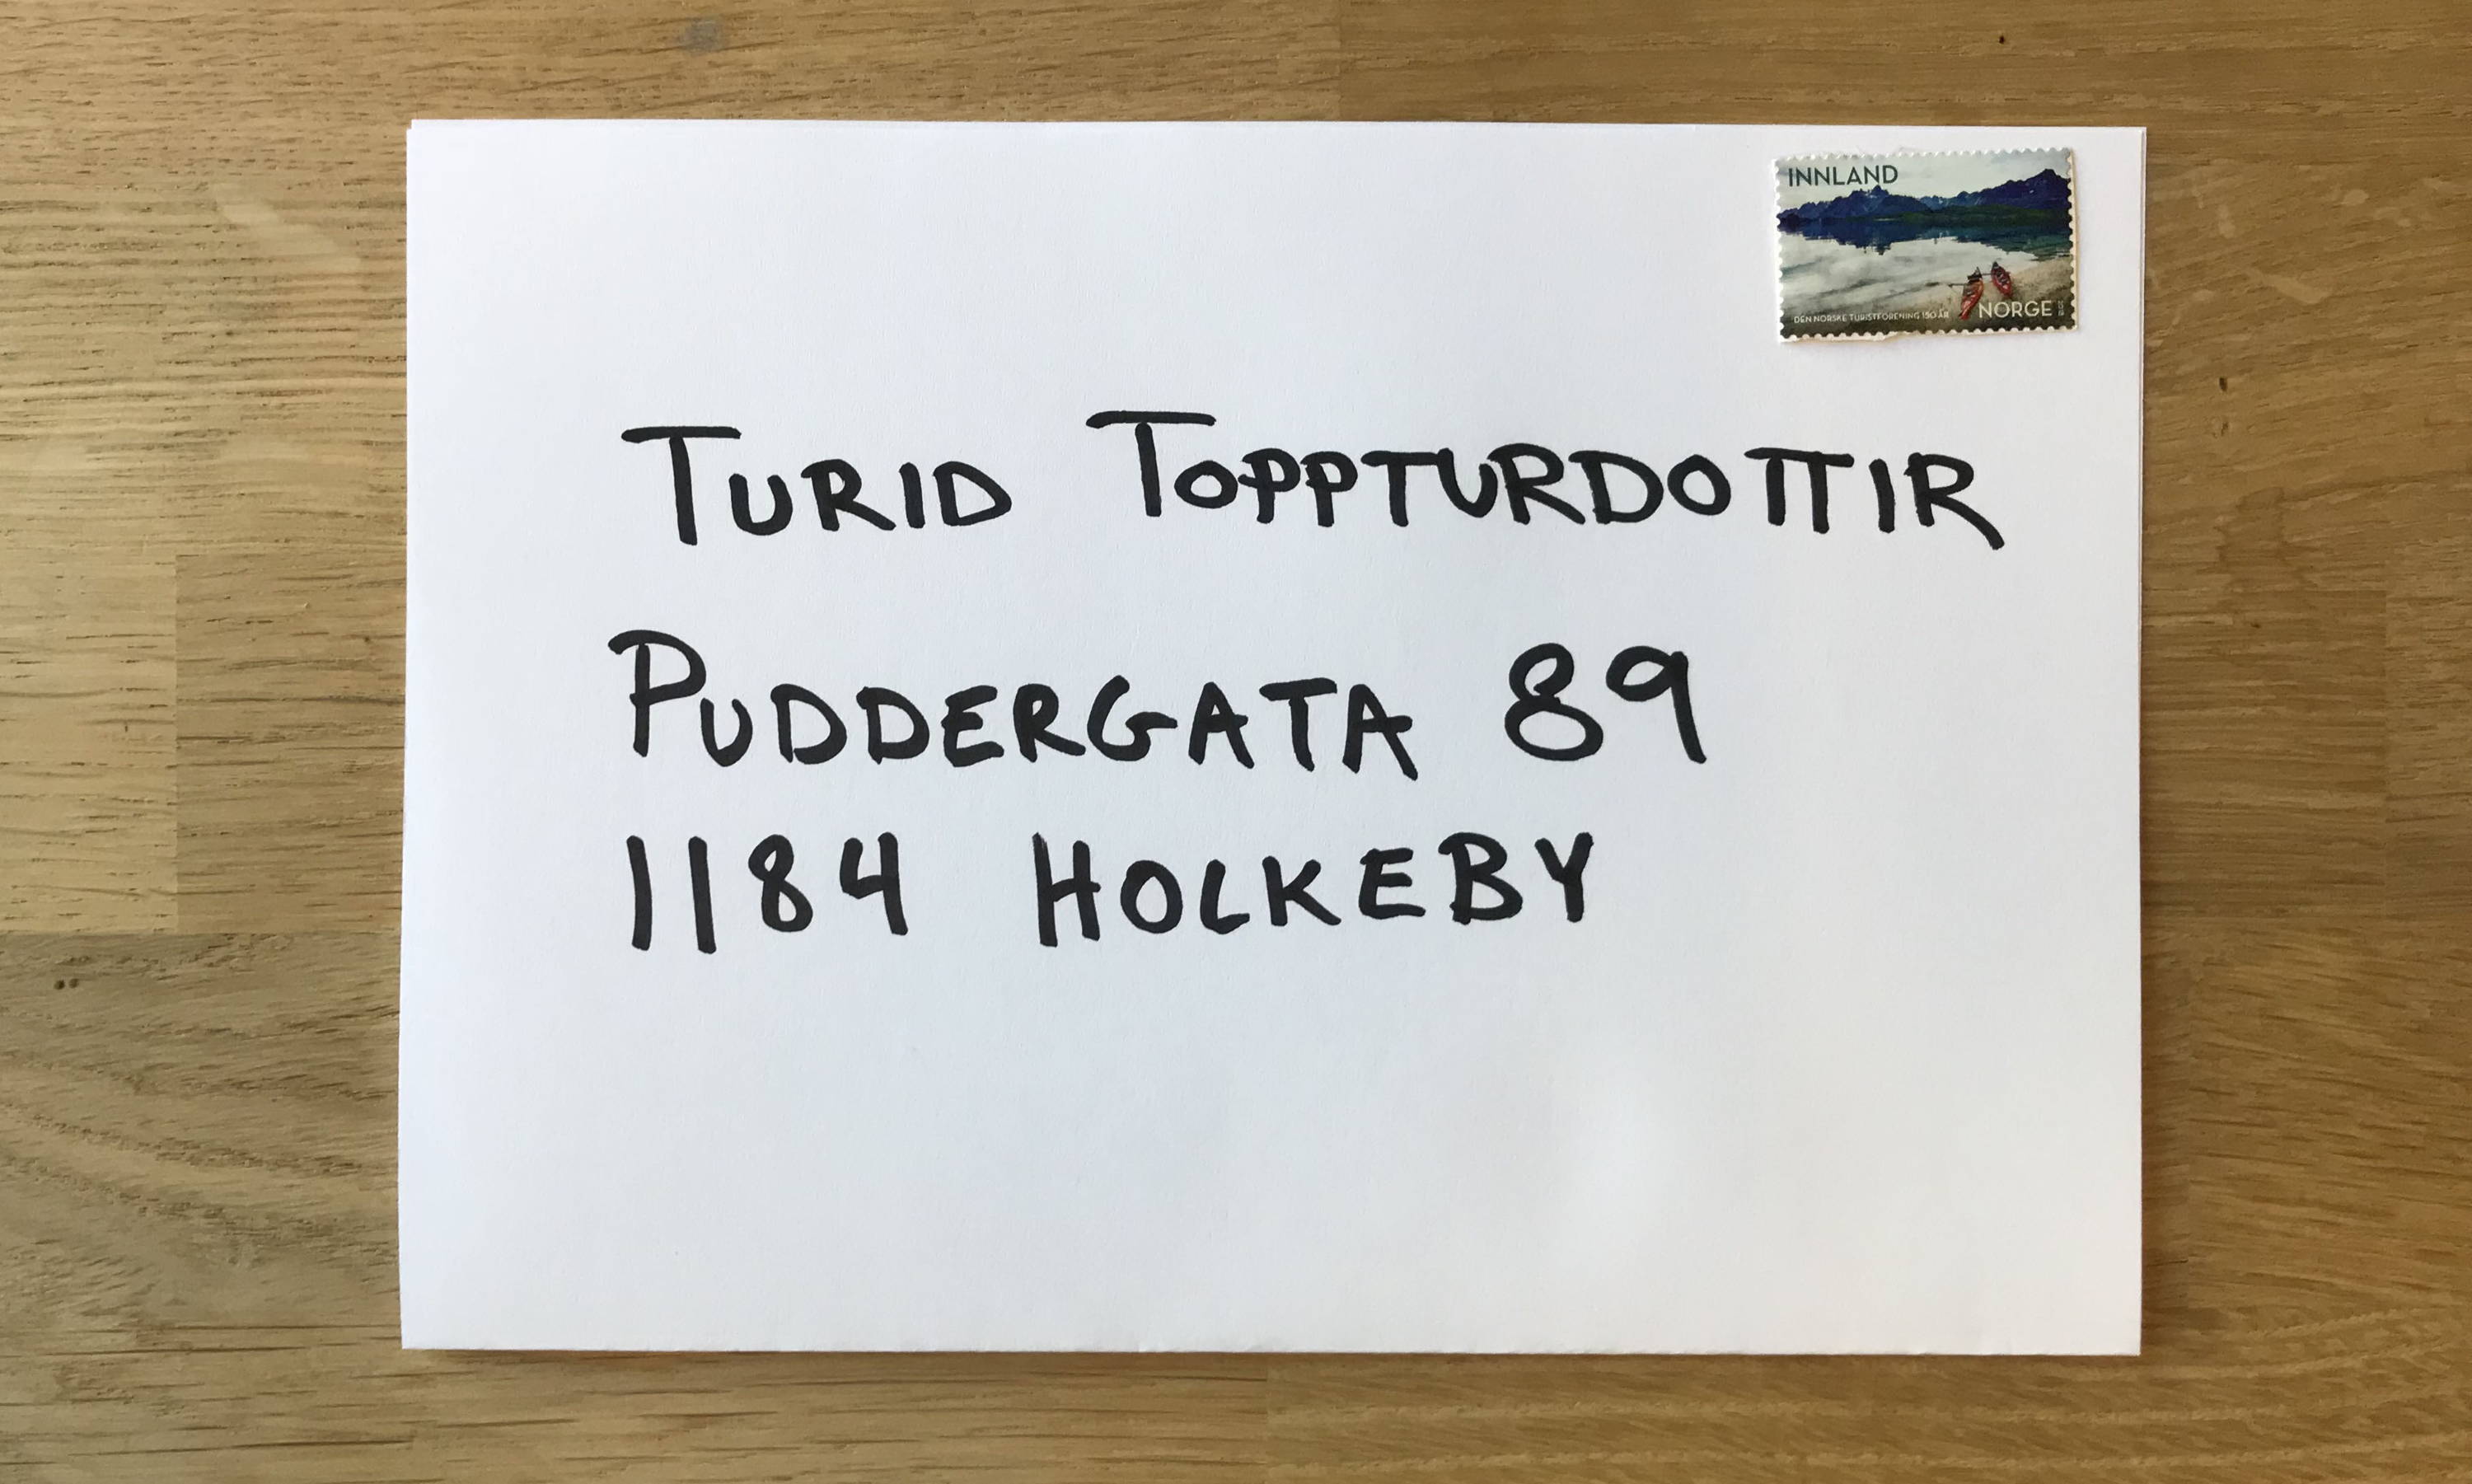 INNLAND
DEN NORSKE TURISTFORENING 150 ÅR
NORGE
TURID TOPPTURDOTTIR
PUDDERGATA 89
1184 HOLKEBY